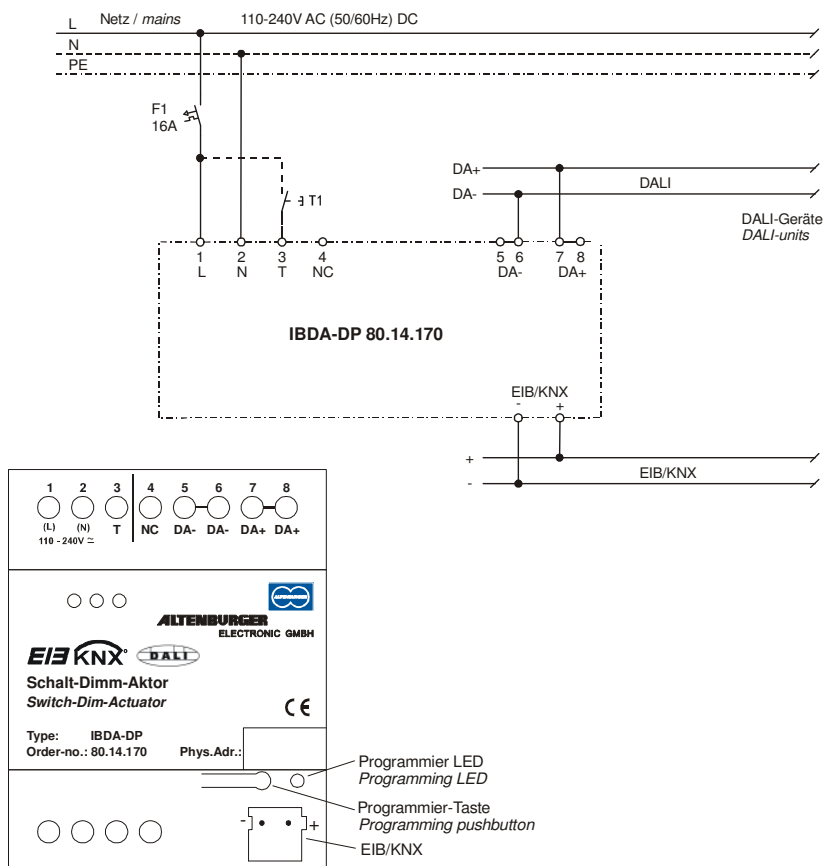 L Netz / mains 110-240V AC (50/60Hz) DC
N
PE
F1
16A
T1
DA+
DA-
DALI
DALI-Geräte
DALI-units
1 2 3 4 5 6 7 8
L N T NC DA- DA+
IBDA-DP 80.14.170
EIB/KNX
- +
+
-
EIB/KNX
1 2 3 4 5 6 7 8
(L) (N) T NC DA- DA- DA+ DA+
110 - 240V ≂
ALTENBURGER
ALTENBURGER
ELECTRONIC GMBH
EIB KNX® DALI
Schalt-Dimm-Aktor
Switch-Dim-Actuator
CE
Type: IBDA-DP
Order-no.: 80.14.170 Phys.Adr.:
Programmier LED
Programming LED
Programmier-Taste
Programming pushbutton
- +
EIB/KNX